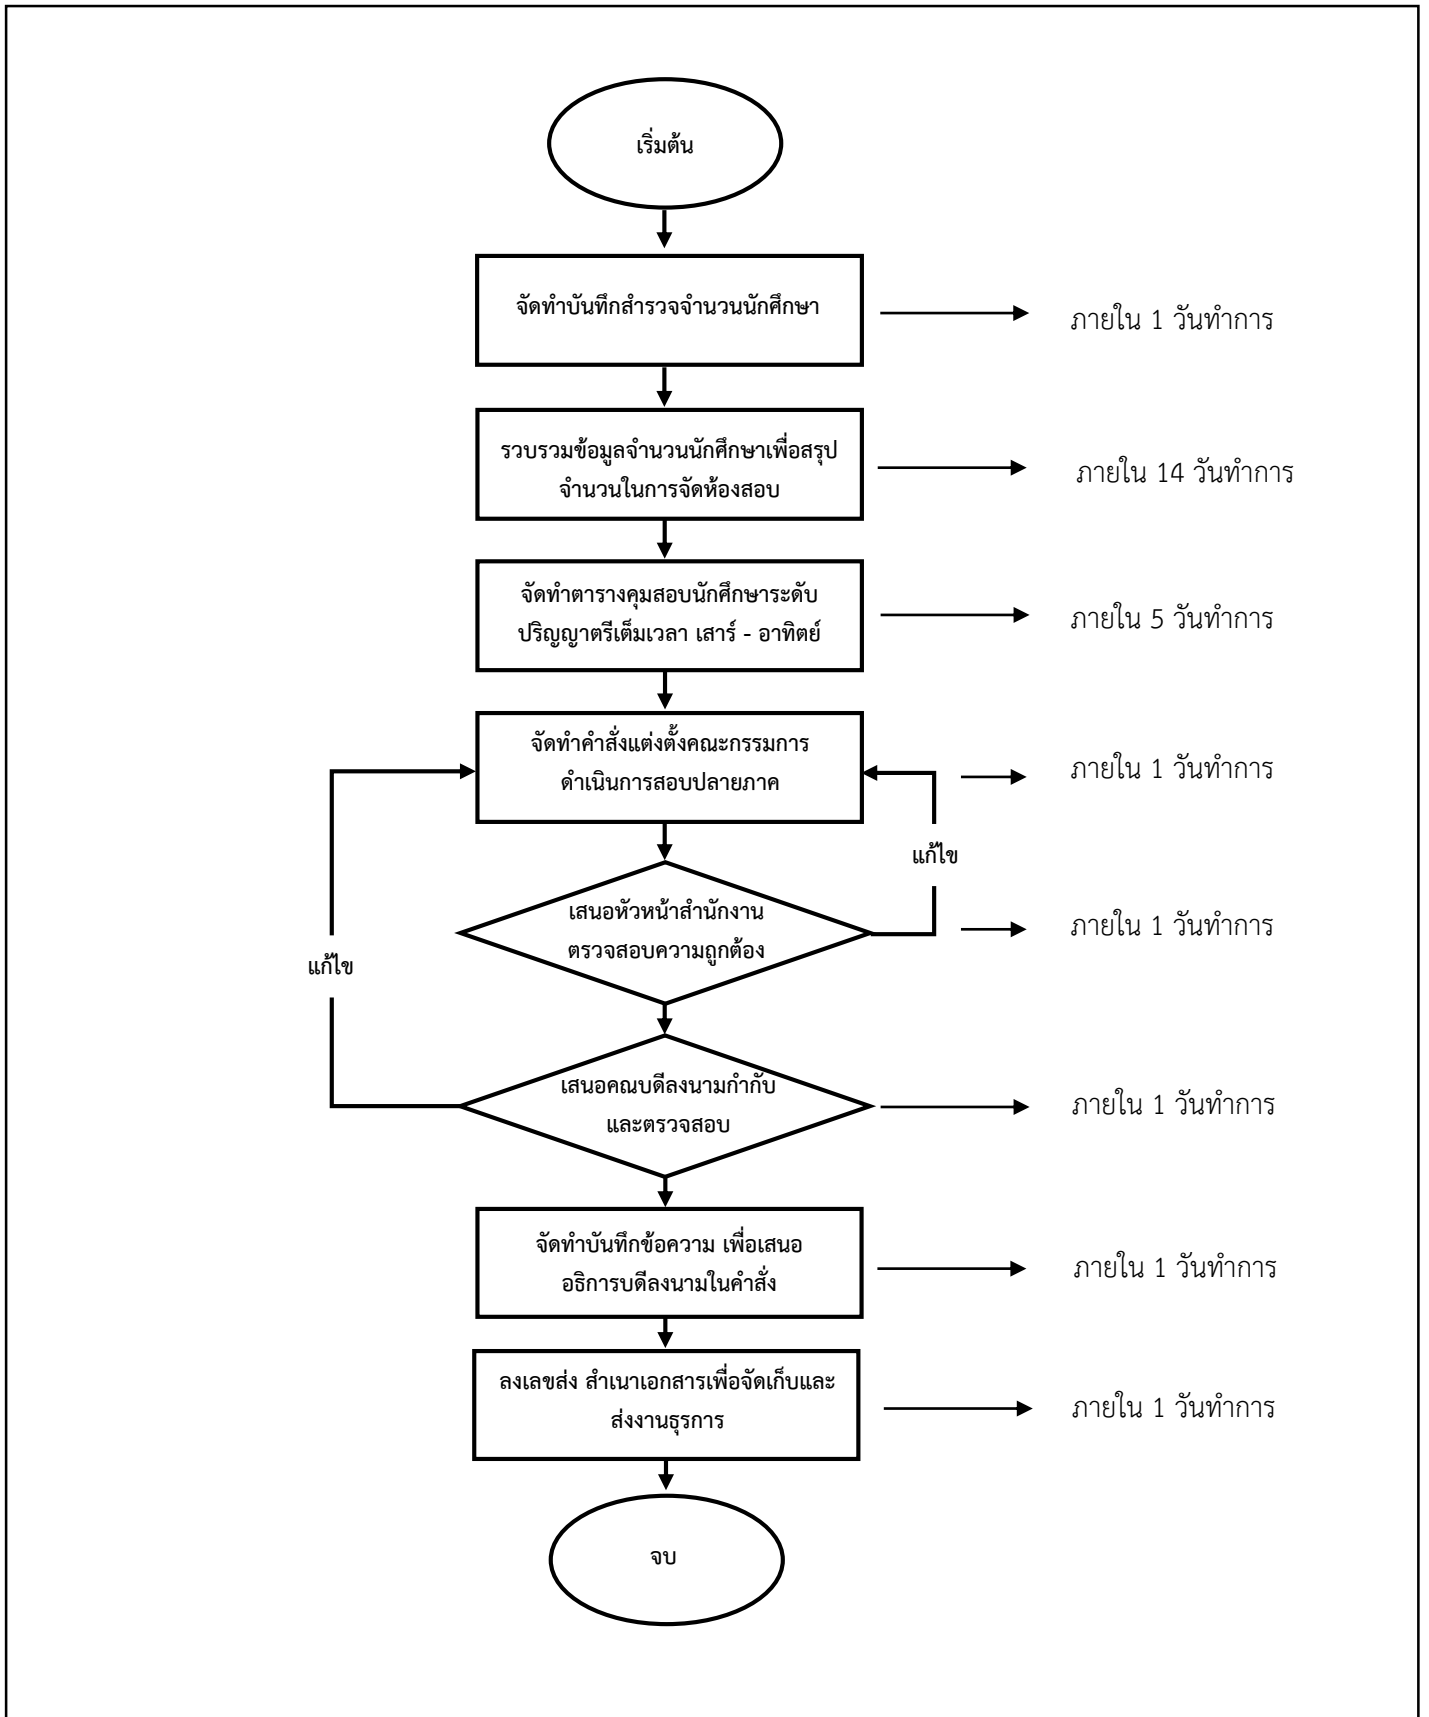 เริ่มต้น
จัดทำบันทึกสำรวจจำนวนนักศึกษา
ภายใน 1 วันทำการ
รวบรวมข้อมูลจำนวนนักศึกษาเพื่อสรุป
จำนวนในการจัดห้องสอบ
ภายใน 14 วันทำการ
จัดทำตารางคุมสอบนักศึกษาระดับ
ปริญญาตรีเต็มเวลา เสาร์ - อาทิตย์
ภายใน 5 วันทำการ
จัดทำคำสั่งแต่งตั้งคณะกรรมการ
ดำเนินการสอบปลายภาค
ภายใน 1 วันทำการ
แก้ไข
เสนอหัวหน้าสำนักงาน
ตรวจสอบความถูกต้อง
ภายใน 1 วันทำการ
แก้ไข
เสนอคณบดีลงนามกำกับ
และตรวจสอบ
ภายใน 1 วันทำการ
จัดทำบันทึกข้อความ เพื่อเสนอ
อธิการบดีลงนามในคำสั่ง
ภายใน 1 วันทำการ
ลงเลขส่ง สำเนาเอกสารเพื่อจัดเก็บและ
ส่งงานธุรการ
ภายใน 1 วันทำการ
จบ